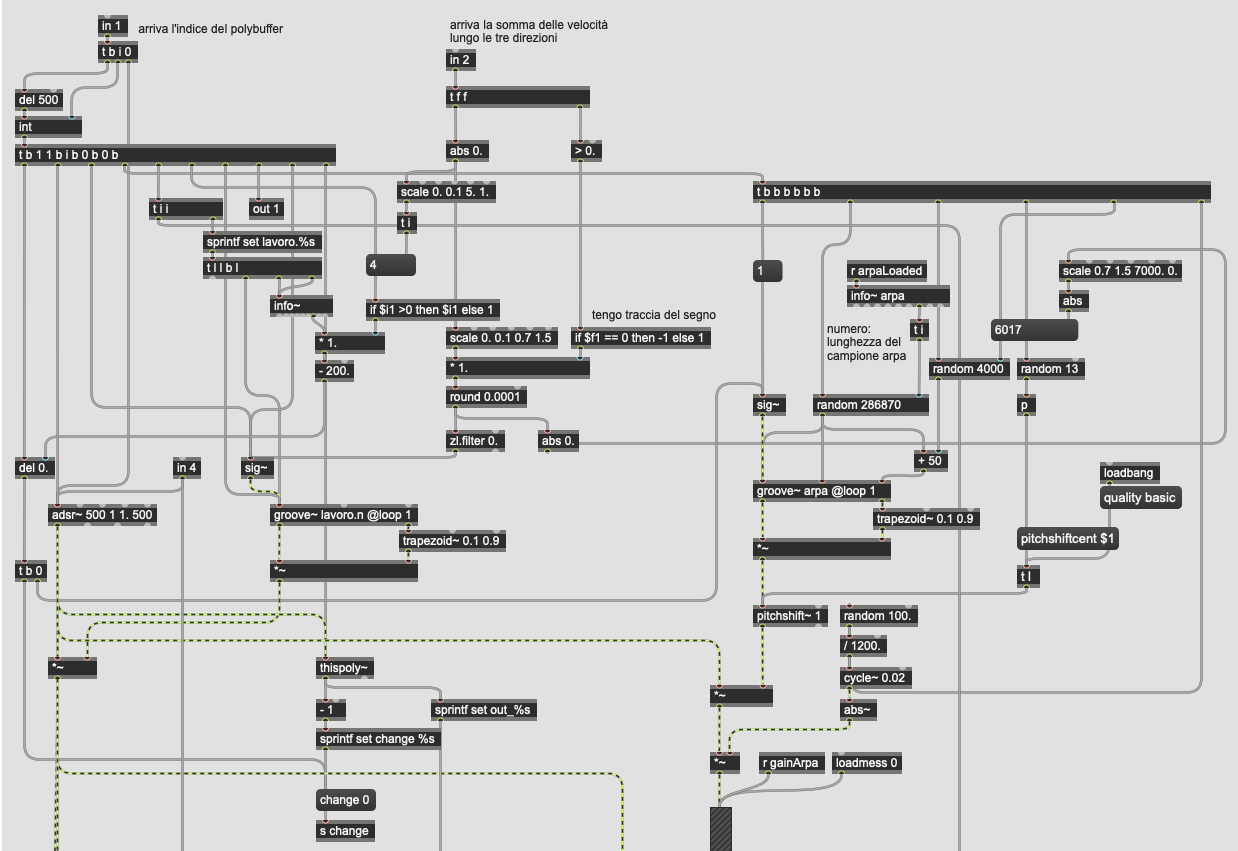 in 1
arriva l'indice del polybuffer
arriva la somma delle velocità
lungo le tre direzioni
t b i 0
in 2
del 500
t f f
int
t b 1 1 b i b 0 b 0 b
abs 0.
> 0.
scale 0. 0.1 5. 1.
t b b b b b b
t i i
out 1
t i
sprintf set lavoro.%s
t l l b l
4
1
r arpaLoaded
scale 0.7 1.5 7000. 0.
info~
info~ arpa
abs
if $i1 >0 then $i1 else 1
tengo traccia del segno
numero:
lunghezza del
campione arpa
t i
6017
* 1.
scale 0. 0.1 0.7 1.5
if $f1 == 0 then -1 else 1
- 200.
* 1.
random 4000
random 13
round 0.0001
sig~
random 286870
p
zl.filter 0.
abs 0.
del 0.
in 4
sig~
+ 50
loadbang
groove~ arpa @loop 1
quality basic
adsr~ 500 1 1. 500
groove~ lavoro.n @loop 1
trapezoid~ 0.1 0.9
trapezoid~ 0.1 0.9
*~
pitchshiftcent $1
t b 0
*~
t l
pitchshift~ 1
random 100.
/ 1200.
*~
thispoly~
cycle~ 0.02
*~
- 1
sprintf set out_%s
abs~
sprintf set change %s
*~
r gainArpa
loadmess 0
change 0
s change